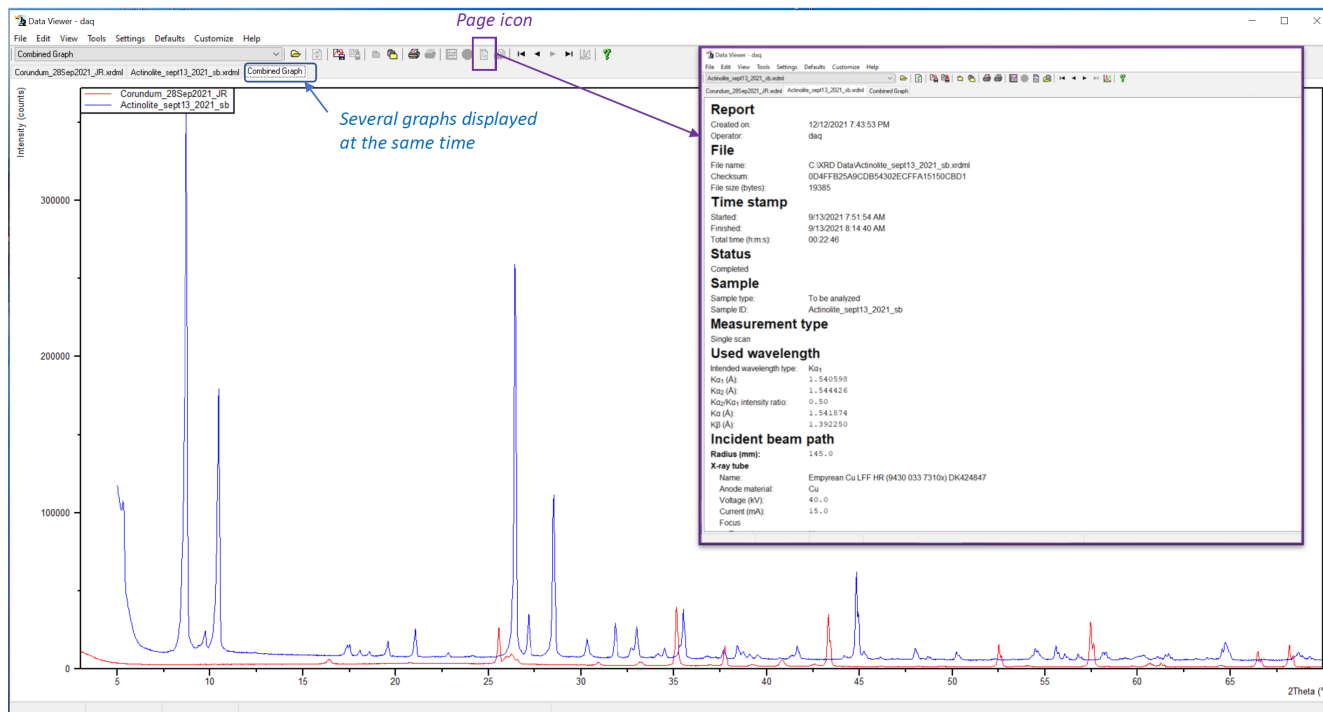 Data Viewer - daq
Page icon
File Edit View Tools Settings Defaults Customize Help
Combined Graph
Corundum_28Sep2021_JR.xrdml Actinolite_sept13_2021_sb.xrdml Combined Graph
Intensity (counts)
Corundum_28Sep2021_JR
Actinolite_sept13_2021_sb
Several graphs displayed
at the same time
300000
200000
100000
0
5 10 15 20 25 30 35 40 45 50 55 60 65
2Theta (°
Data Viewer - daq
File Edit View Tools Settings Defaults Customize Help
Actinolite_sept13_2021_sb.xrdml
Corundum_28Sep2021_JR.xrdml Actinolite_sept13_2021_sb.xrdml Combined Graph
Report
Created on: 12/12/2021 7:43:53 PM
Operator: daq
File
File name: C:\XRD Data\Actinolite_sept13_2021_sb.xrdml
Checksum: 0D4FFB25A9CDB54302ECFFA15150CBD1
File size (bytes): 19385
Time stamp
Started: 9/13/2021 7:51:54 AM
Finished: 9/13/2021 8:14:40 AM
Total time (h:m:s): 00:22:46
Status
Completed
Sample
Sample type: To be analyzed
Sample ID: Actinolite_sept13_2021_sb
Measurement type
Single scan
Used wavelength
Intended wavelength type: Kα₁
Kα₁ (Å): 1.540598
Kα₂ (Å): 1.544426
Kα₂/Kα₁ intensity ratio: 0.50
Kα (Å): 1.541874
Kβ (Å): 1.392250
Incident beam path
Radius (mm): 145.0
X-ray tube
Name: Empyrean Cu LFF HR (9430 033 7310x) DK424847
Anode material: Cu
Voltage (kV): 40.0
Current (mA): 15.0
Focus